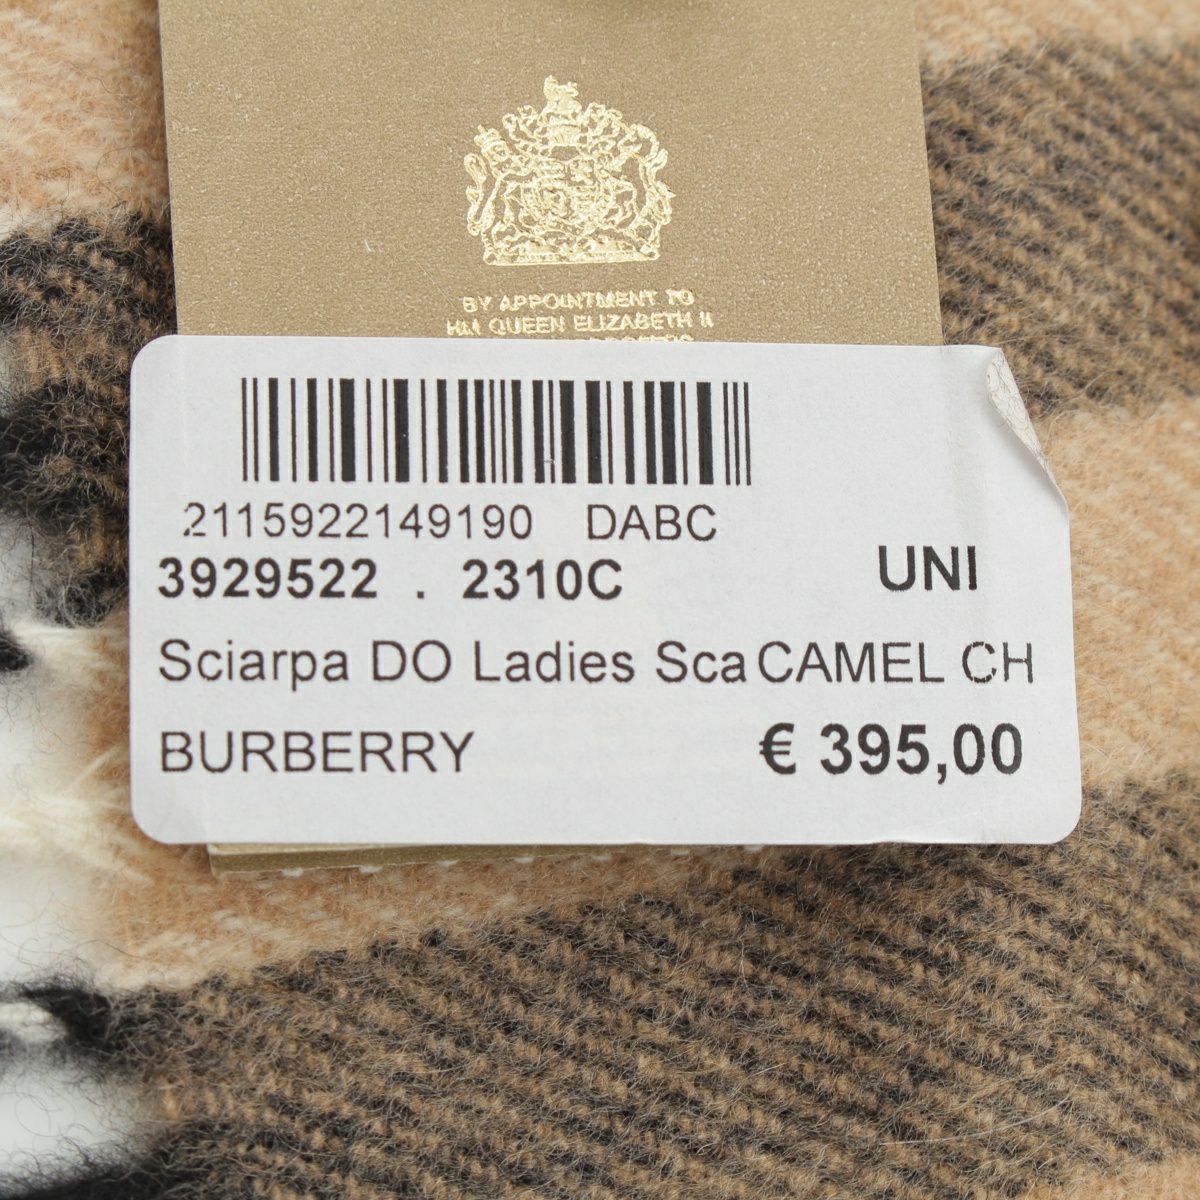 BY APPOINTMENT TO
HM QUEEN ELIZABETH II
2115922149190 DABC
3929522 . 2310C UNI
Sciarpa DO Ladies Sca CAMEL CH
BURBERRY € 395,00